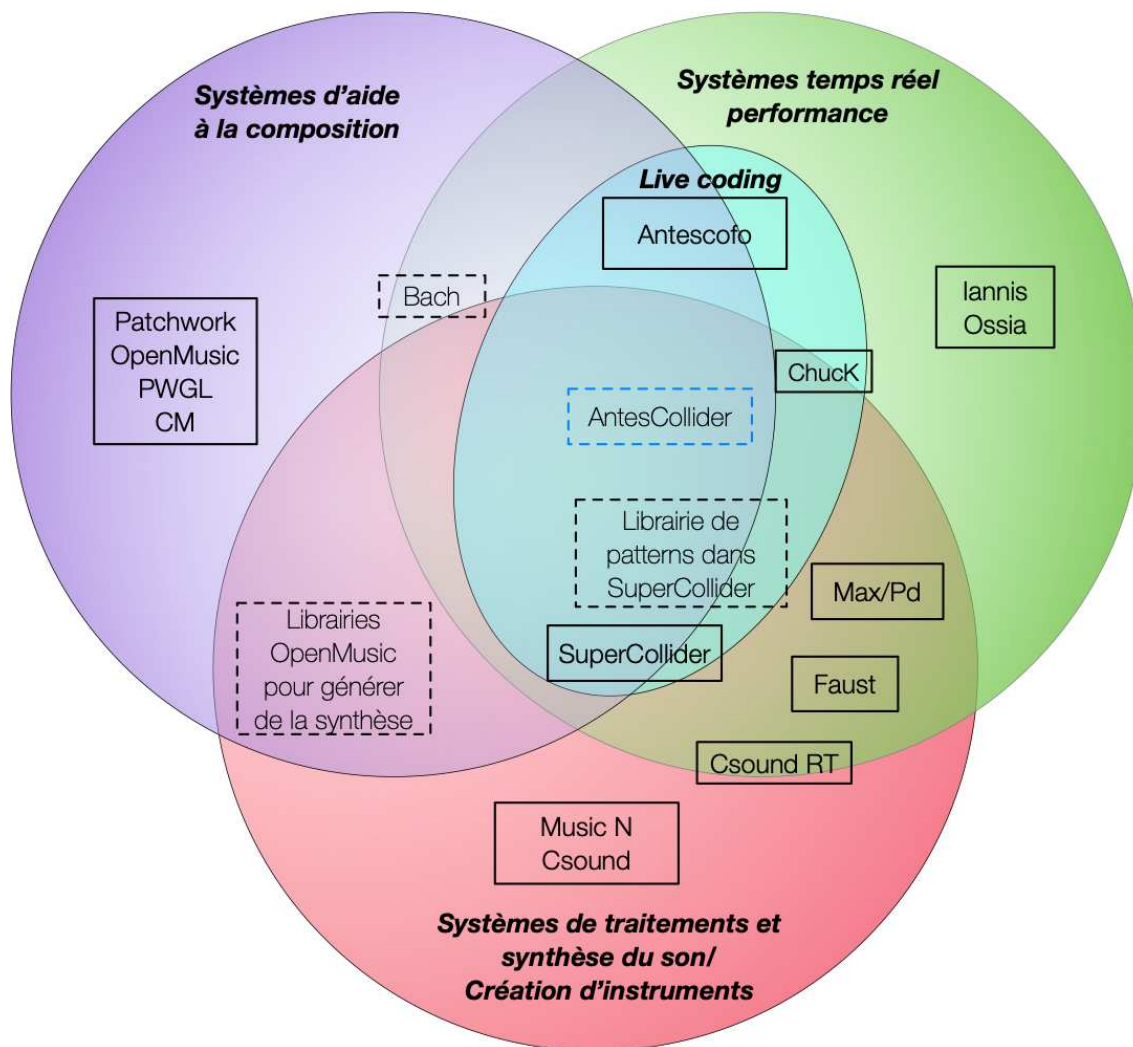 Systèmes d'aide
à la composition
Systèmes temps réel
performance
Live coding
Antescofo
Bach
Iannis
Ossia
Patchwork
OpenMusic
PWGL
CM
ChucK
AntesCollider
Librairie de
patterns dans
SuperCollider
Max/Pd
Librairies
OpenMusic
pour générer
de la synthèse
SuperCollider
Faust
Csound RT
Music N
Csound
Systèmes de traitements et
synthèse du son/
Création d'instruments